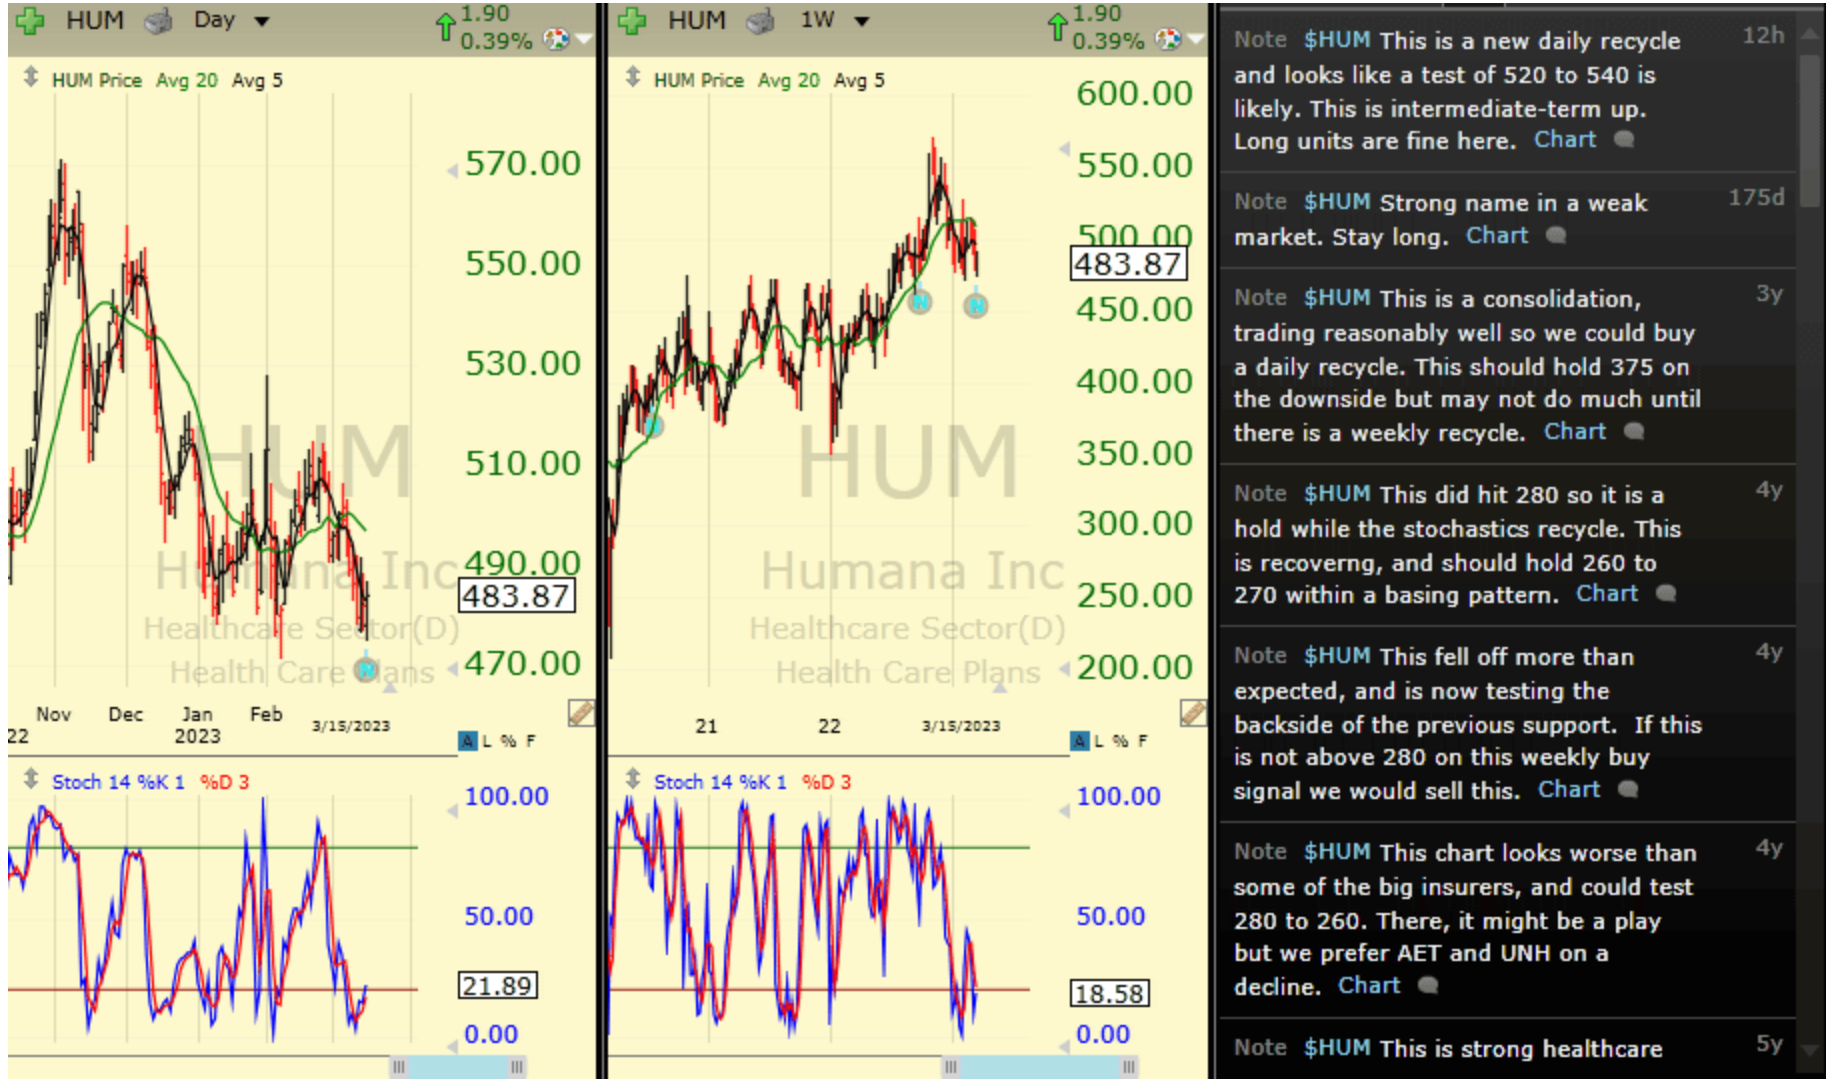 HUM Day 1.90
0.39%
HUM Price Avg 20 Avg 5
570.00
550.00
530.00
510.00
490.00
483.87
470.00
HUM
Humana Inc
Healthcare Sector(D)
Health Care Plans
N
Nov Dec Jan Feb 3/15/2023
22 2023
A L % F
Stoch 14 %K 1 %D 3
100.00
50.00
21.89
0.00
HUM 1W 1.90
0.39%
HUM Price Avg 20 Avg 5
600.00
550.00
500.00
483.87
450.00
400.00
350.00
300.00
250.00
200.00
N
N
N
HUM
Humana Inc
Healthcare Sector(D)
Health Care Plans
21 22 3/15/2023
A L % F
Stoch 14 %K 1 %D 3
100.00
50.00
18.58
0.00
Note $HUM This is a new daily recycle 12h
and looks like a test of 520 to 540 is
likely. This is intermediate-term up.
Long units are fine here. Chart
Note $HUM Strong name in a weak 175d
market. Stay long. Chart
Note $HUM This is a consolidation, 3y
trading reasonably well so we could buy
a daily recycle. This should hold 375 on
the downside but may not do much until
there is a weekly recycle. Chart
Note $HUM This did hit 280 so it is a 4y
hold while the stochastics recycle. This
is recoverng, and should hold 260 to
270 within a basing pattern. Chart
Note $HUM This fell off more than 4y
expected, and is now testing the
backside of the previous support. If this
is not above 280 on this weekly buy
signal we would sell this. Chart
Note $HUM This chart looks worse than 4y
some of the big insurers, and could test
280 to 260. There, it might be a play
but we prefer AET and UNH on a
decline. Chart
Note $HUM This is strong healthcare 5y